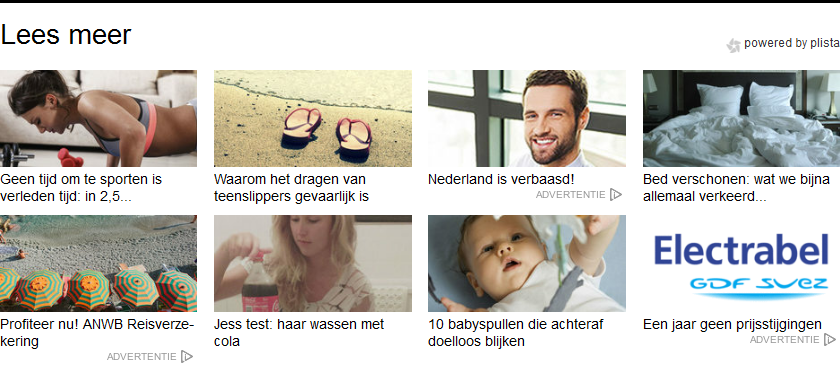 Lees meer
powered by plista
Geen tijd om te sporten is
verleden tijd: in 2,5...
Waarom het dragen van
teenslippers gevaarlijk is
Nederland is verbaasd!
ADVERTENTIE
Bed verschonen: wat we bijna
allemaal verkeerd...
Profiteer nu! ANWB Reisverze-
kering
ADVERTENTIE
Jess test: haar wassen met
cola
10 babyspullen die achteraf
doelloos blijken
Electrabel
GDF SUEZ
Een jaar geen prijsstijgingen
ADVERTENTIE